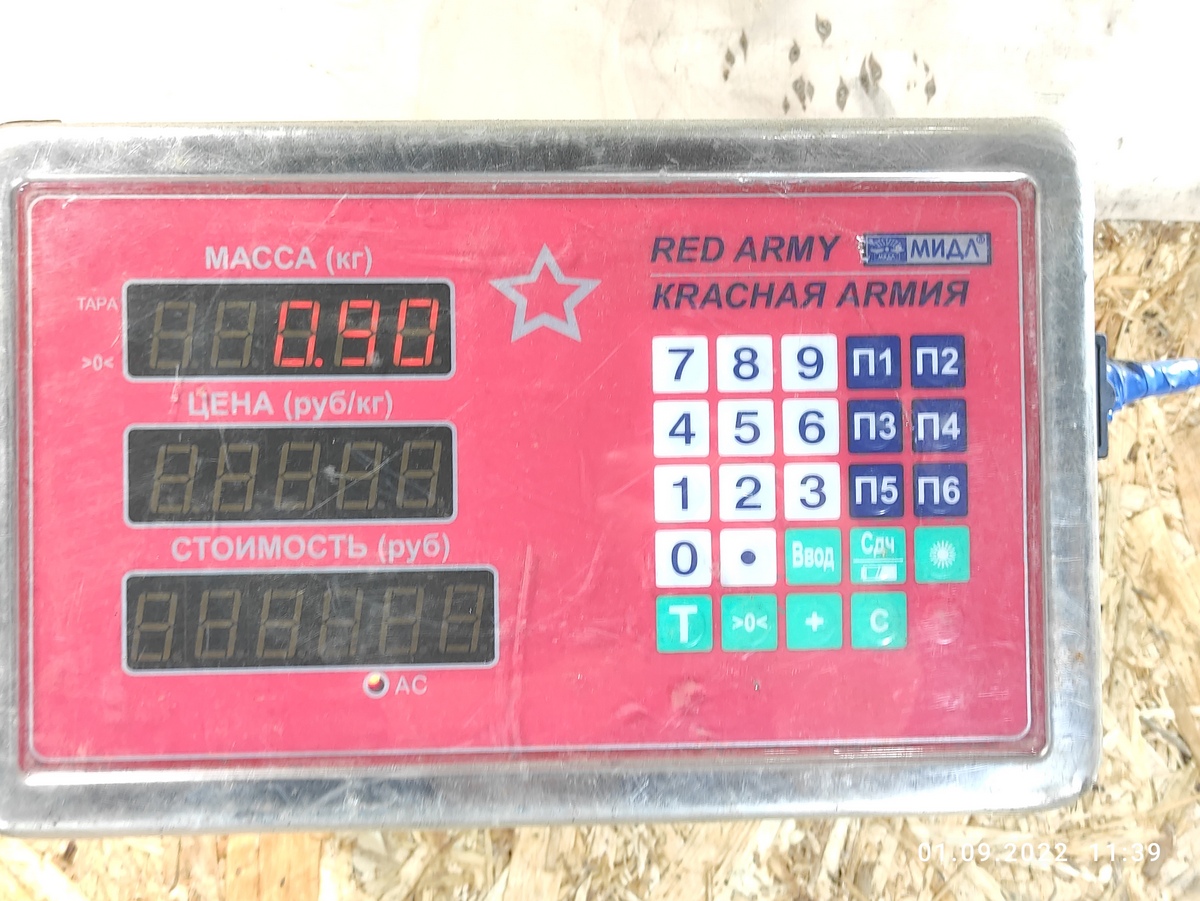 МАССА (кг)
ТАРА
0.90
>0<
ЦЕНА (руб/кг)
СТОИМОСТЬ (руб)
AC
RED ARMY МИДЛ®
КRАСНАЯ ARMИЯ
7 8 9 П1 П2
4 5 6 П3 П4
1 2 3 П5 П6
0 • Ввод Сдч
T >0< + C
01.09.2022 11:39